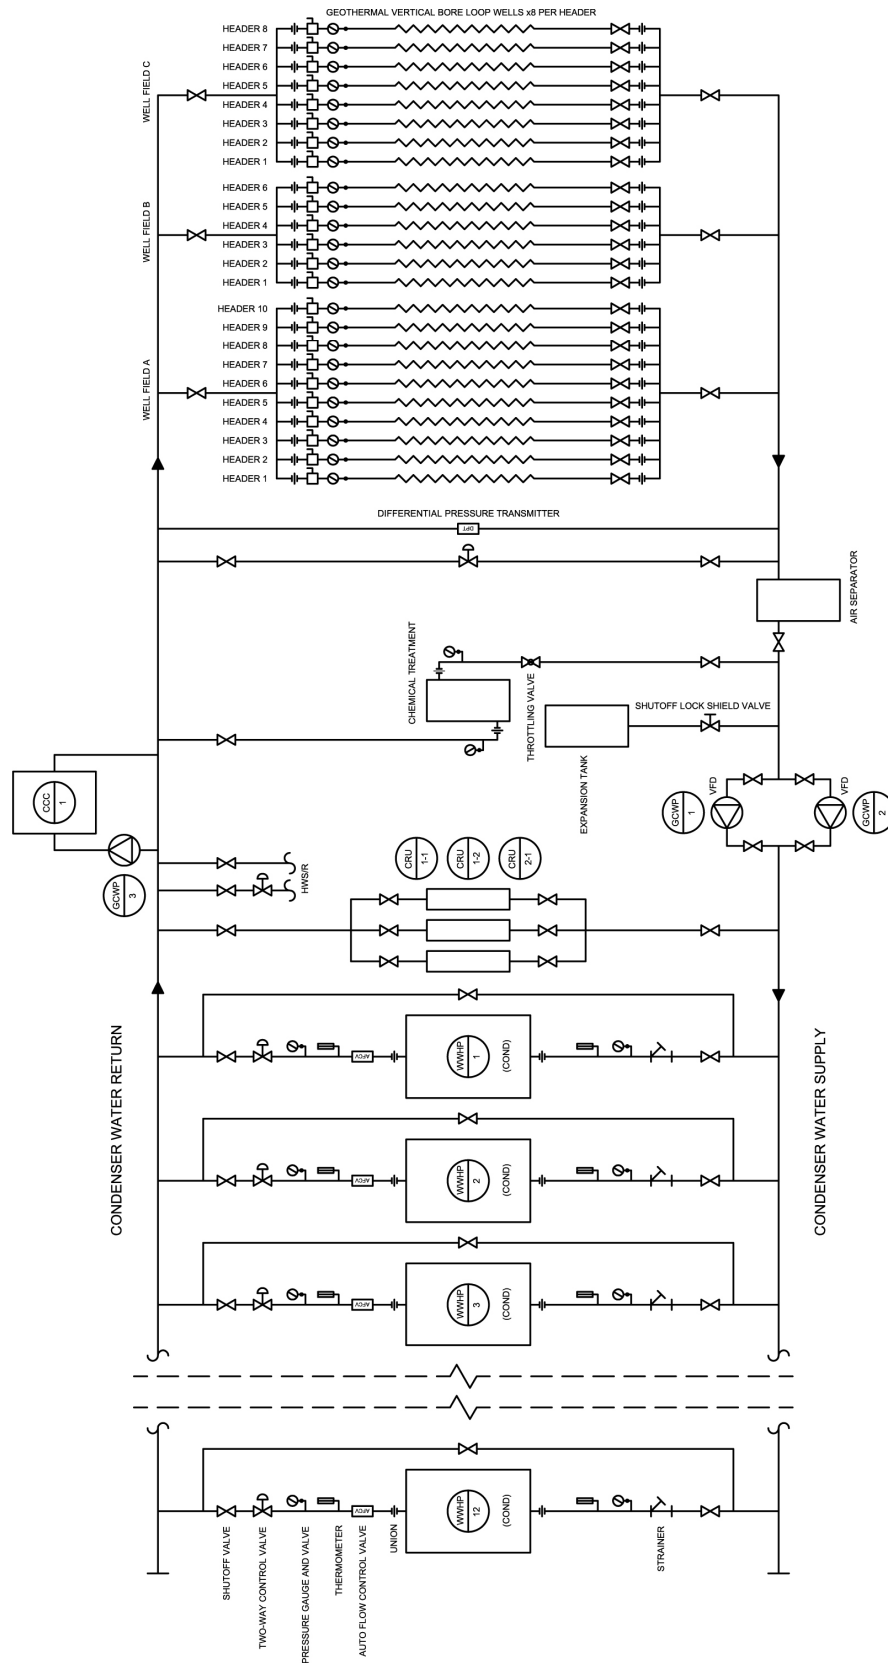 GEOTHERMAL VERTICAL BORE LOOP WELLS x8 PER HEADER
WELL FIELD C
HEADER 8
HEADER 7
HEADER 6
HEADER 5
HEADER 4
HEADER 3
HEADER 2
HEADER 1
WELL FIELD B
HEADER 6
HEADER 5
HEADER 4
HEADER 3
HEADER 2
HEADER 1
WELL FIELD A
HEADER 10
HEADER 9
HEADER 8
HEADER 7
HEADER 6
HEADER 5
HEADER 4
HEADER 3
HEADER 2
HEADER 1
DIFFERENTIAL PRESSURE TRANSMITTER
DPT
AIR SEPARATOR
CHEMICAL TREATMENT
THROTTLING VALVE
SHUTOFF LOCK SHIELD VALVE
EXPANSION TANK
CCC
1
GCWP
1
VFD
VFD
GCWP
2
GCWP
3
HWS/R
CRU
1-1
CRU
1-2
CRU
2-1
CONDENSER WATER RETURN
CONDENSER WATER SUPPLY
AFCV
WWHP
1
(COND)
AFCV
WWHP
2
(COND)
AFCV
WWHP
3
(COND)
AFCV
WWHP
12
(COND)
SHUTOFF VALVE
TWO-WAY CONTROL VALVE
PRESSURE GAUGE AND VALVE
THERMOMETER
AUTO FLOW CONTROL VALVE
UNION
STRAINER